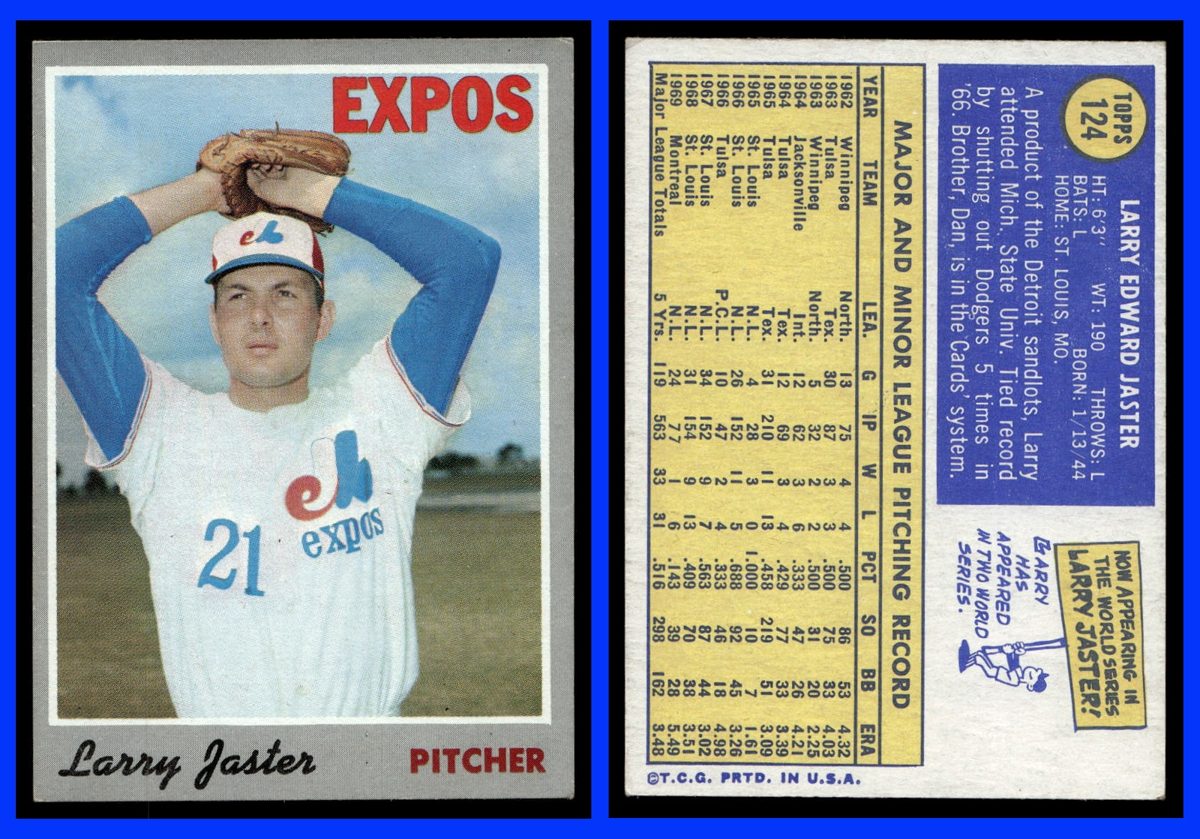 EXPOS
eb
21
eb
expos
Larry Jaster
PITCHER
TOPPS
124
LARRY EDWARD JASTER
HT: 6'3" WT: 190 THROWS: L
BATS: L BORN: 1/13/44
HOME: ST. LOUIS, MO.
A product of the Detroit sandlots, Larry
attended Mich. State Univ. Tied record
by shutting out Dodgers 5 times in
'66. Brother, Dan, is in the Cards' system.
NOW APPEARING IN
THE WORLD SERIES
LARRY JASTER!
LARRY
HAS
APPEARED
IN TWO WORLD
SERIES.
MAJOR AND MINOR LEAGUE PITCHING RECORD
YEAR TEAM LEA. G IP W L PCT SO BB ERA
1962 Winnipeg North. 13 75 4 4 .500 86 53 4.32
1963 Tulsa Tex. 30 87 3 3 .500 75 33 4.03
1963 Winnipeg North. 5 32 2 2 .500 31 20 2.25
1964 Jacksonville Int. 12 62 3 6 .333 47 26 4.21
1964 Tulsa Tex. 12 69 3 4 .429 77 33 3.39
1965 Tulsa Tex. 31 210 11 13 .458 219 51 3.09
1965 St. Louis N.L. 4 28 3 0 1.000 10 7 1.61
1966 St. Louis N.L. 26 152 11 5 .688 92 45 3.26
1966 Tulsa P.C.L. 10 47 2 4 .333 46 18 4.98
1967 St. Louis N.L. 34 152 9 7 .563 87 44 3.02
1968 St. Louis N.L. 31 154 9 13 .409 70 38 3.51
1969 Montreal N.L. 24 77 1 6 .143 39 28 5.49
Major League Totals 5 Yrs. 119 563 33 31 .516 298 162 3.48
©T.C.G. PRTD. IN U.S.A.